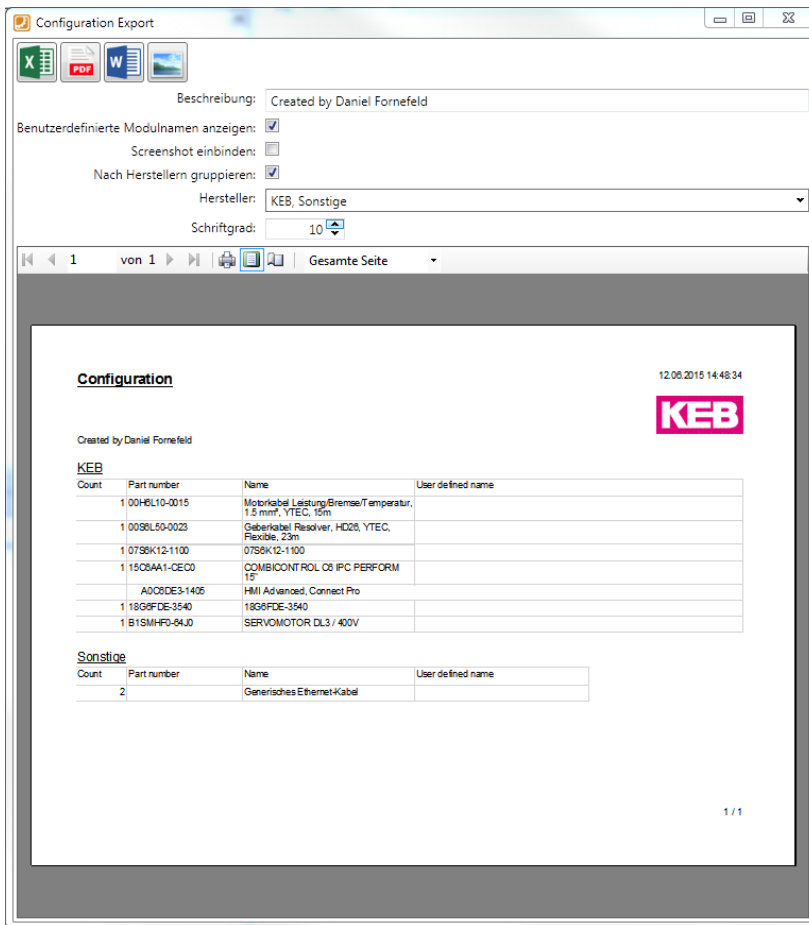 Configuration Export
PDF
Beschreibung: Created by Daniel Fornefeld
Benutzerdefinierte Modulnamen anzeigen:
Screenshot einbinden:
Nach Herstellern gruppieren:
Hersteller: KEB, Sonstige
Schriftgrad: 10
1 von 1 Gesamte Seite
Configuration 12.06.2015 14:48:34
KEB
Created by Daniel Fornefeld
KEB
Count Part number Name User defined name
1 00H6L10-0015 Motorkabel Leistung/Bremse/Temperatur,
1.5 mm², YTEC, 15m
1 00S6L50-0023 Geberkabel Resolver, HD26, YTEC,
Flexible, 23m
1 07S6K12-1100 07S6K12-1100
1 15C6AA1-CEC0 COMBICONTROL C6 IPC PERFORM
15"
A0C6DE3-1405 HMI Advanced, Connect Pro
1 18G6FDE-3540 18G6FDE-3540
1 B1SMHF0-64J0 SERVOMOTOR DL3 / 400V
Sonstige
Count Part number Name User defined name
2 Generisches Ethernet-Kabel
1 / 1